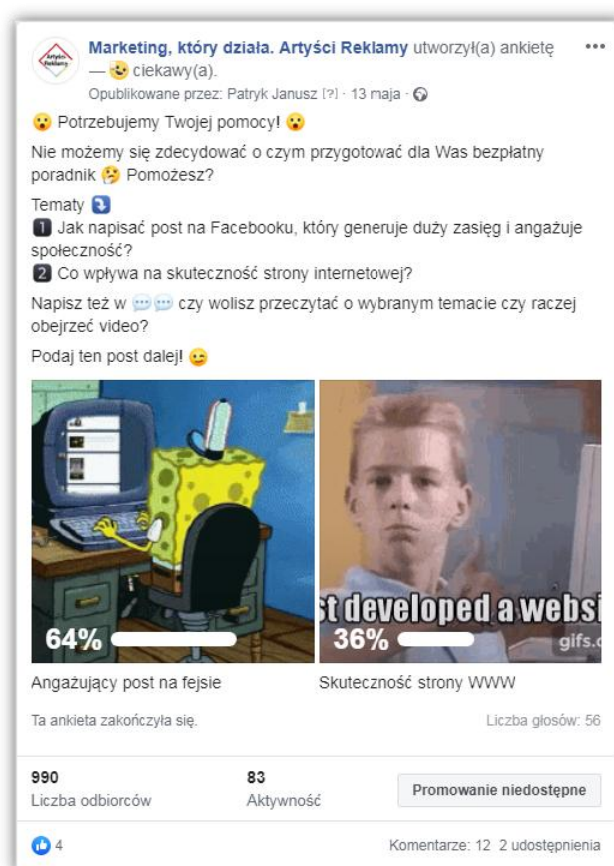 Artyści
Reklamy
Marketing, który działa. Artyści Reklamy utworzył(a) ankietę
— 🤣 ciekawy(a).
Opublikowane przez: Patryk Janusz [?] · 13 maja ·
😮 Potrzebujemy Twojej pomocy! 😮
Nie możemy się zdecydować o czym przygotować dla Was bezpłatny
poradnik 🤔 Pomożesz?
Tematy ⤵️
1️⃣ Jak napisać post na Facebooku, który generuje duży zasięg i angażuje
społeczność?
2️⃣ Co wpływa na skuteczność strony internetowej?
Napisz też w 💬💬 czy wolisz przeczytać o wybranym temacie czy raczej
obejrzeć video?
Podaj ten post dalej! 😉
st developed a websi
64%
36%
gifs.c
Angażujący post na fejsie
Skuteczność strony WWW
Ta ankieta zakończyła się.
Liczba głosów: 56
990
83
Promowanie niedostępne
Liczba odbiorców
Aktywność
4
Komentarze: 12 2 udostępnienia